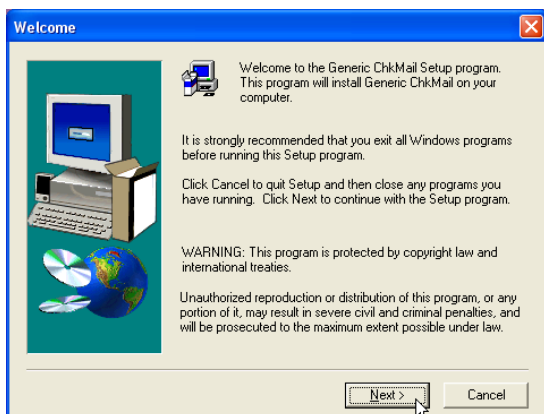 Welcome
Welcome to the Generic ChkMail Setup program.
This program will install Generic ChkMail on your
computer.
It is strongly recommended that you exit all Windows programs
before running this Setup program.
Click Cancel to quit Setup and then close any programs you
have running. Click Next to continue with the Setup program.
WARNING: This program is protected by copyright law and
international treaties.
Unauthorized reproduction or distribution of this program, or any
portion of it, may result in severe civil and criminal penalties, and
will be prosecuted to the maximum extent possible under law.
Next > Cancel